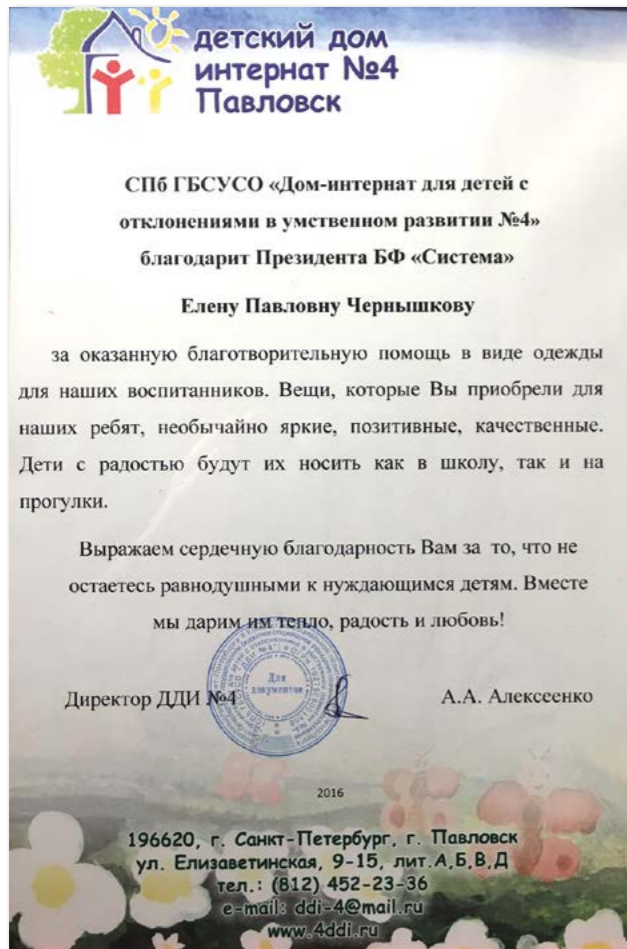 детский дом
интернат №4
Павловск
СПб ГБСУСО «Дом-интернат для детей с
отклонениями в умственном развитии №4»
благодарит Президента БФ «Система»
Елену Павловну Чернышкову
за оказанную благотворительную помощь в виде одежды
для наших воспитанников. Вещи, которые Вы приобрели для
наших ребят, необычайно яркие, позитивные, качественные.
Дети с радостью будут их носить как в школу, так и на
прогулки.
Выражаем сердечную благодарность Вам за то, что не
остаетесь равнодушными к нуждающимся детям. Вместе
мы дарим им тепло, радость и любовь!
Для
документов
Директор ДДИ №4 А.А. Алексеенко
2016
196620, г. Санкт-Петербург, г. Павловск
ул. Елизаветинская, 9-15, лит.А,Б,В,Д
тел.: (812) 452-23-36
e-mail: ddi-4@mail.ru
www.4ddi.ru